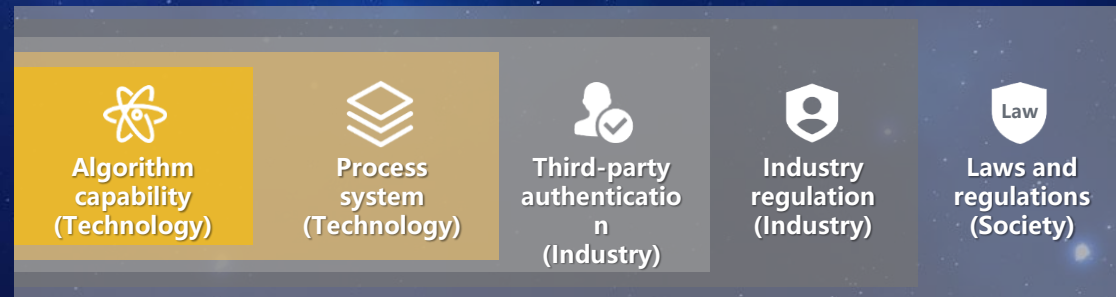 Algorithm
capability
(Technology)
Process
system
(Technology)
Third-party
authenticatio
n
(Industry)
Industry
regulation
(Industry)
Law
Laws and
regulations
(Society)